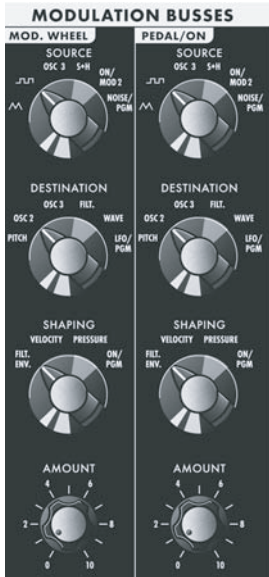 MODULATION BUSSES
MOD. WHEEL
SOURCE
OSC 3 S+H
ON/
MOD 2
NOISE/
PGM
DESTINATION
OSC 3 FILT.
OSC 2 WAVE
PITCH LFO/
PGM
SHAPING
VELOCITY PRESSURE
FILT.
ENV.
ON/
PGM
AMOUNT
4 6
2 8
0 10
PEDAL/ON
SOURCE
OSC 3 S+H
ON/
MOD 2
NOISE/
PGM
DESTINATION
OSC 3 FILT.
OSC 2 WAVE
PITCH LFO/
PGM
SHAPING
VELOCITY PRESSURE
FILT.
ENV.
ON/
PGM
AMOUNT
4 6
2 8
0 10